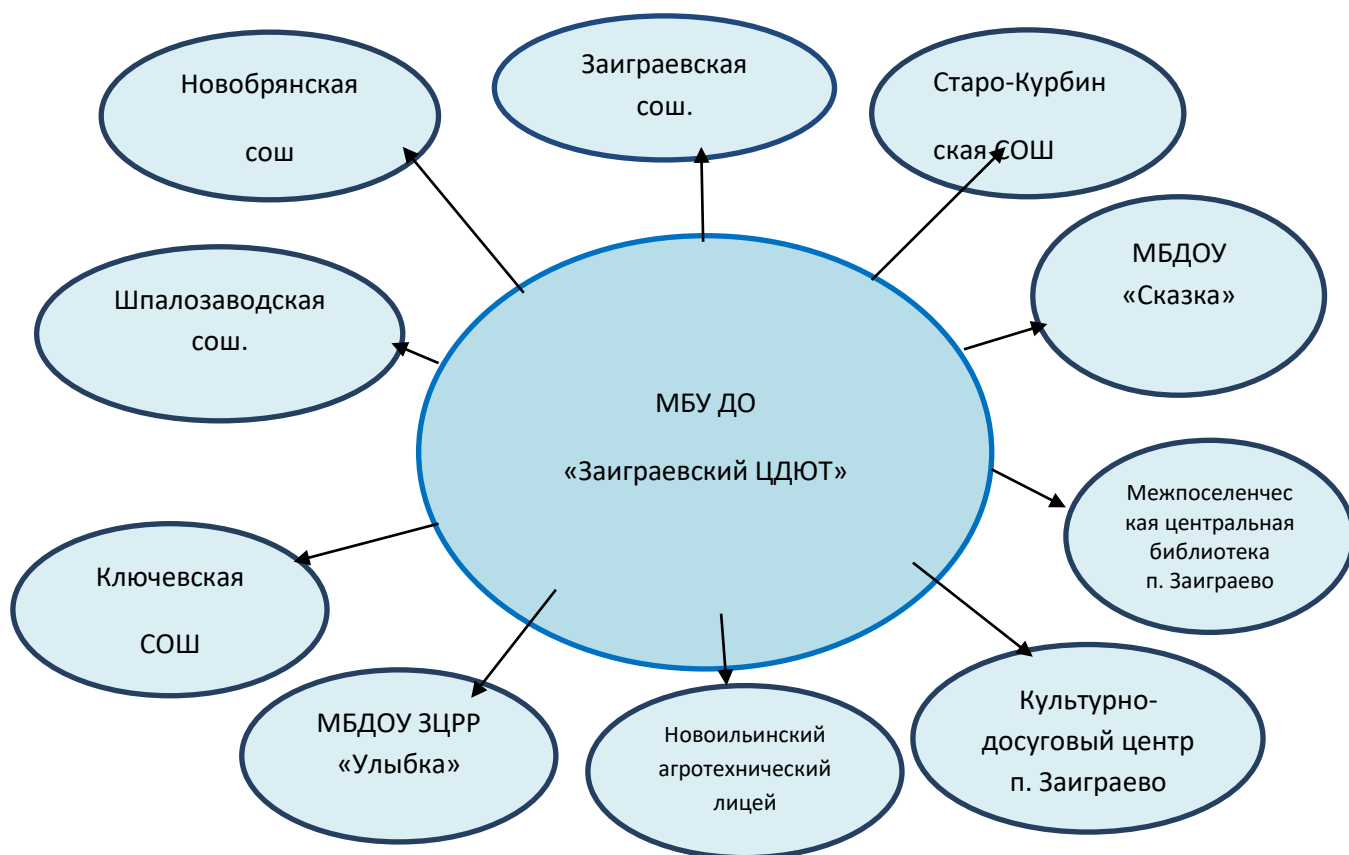 Новобрянская
сош
Заиграевская
сош.
Старо-Курбин
ская СОШ
Шпалозаводская
сош.
МБДОУ
«Сказка»
МБУ ДО
«Заиграевский ЦДЮТ»
Межпоселенчес
кая центральная
библиотека
п. Заиграево
Ключевская
СОШ
МБДОУ ЗЦРР
«Улыбка»
Новоильинский
агротехнический
лицей
Культурно-
досуговый центр
п. Заиграево